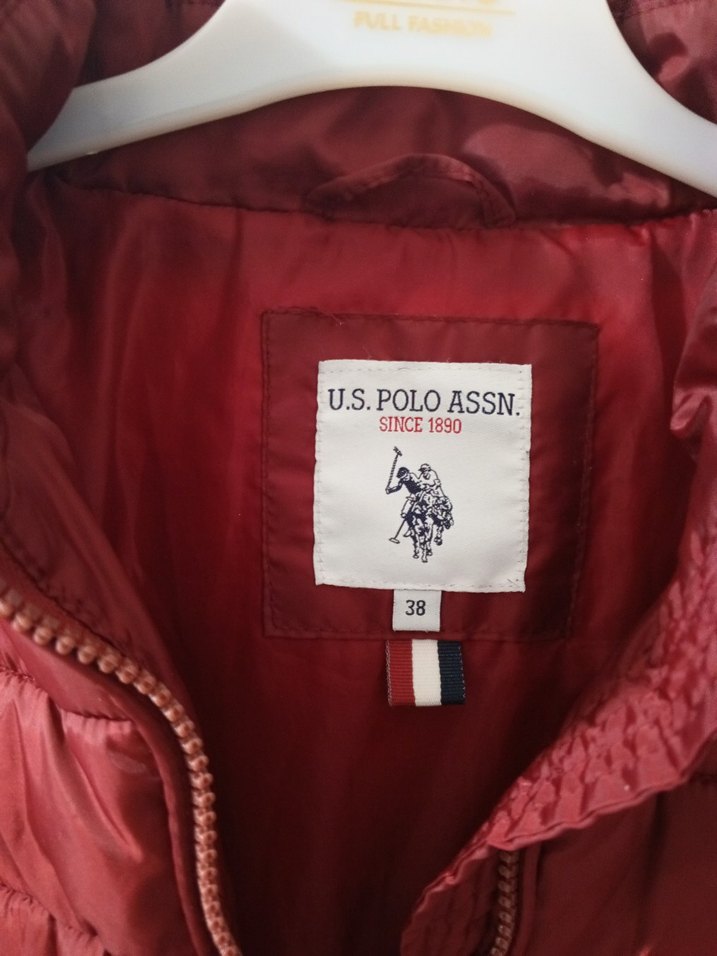 FULL FASHION
U.S. POLO ASSN.
SINCE 1890
38